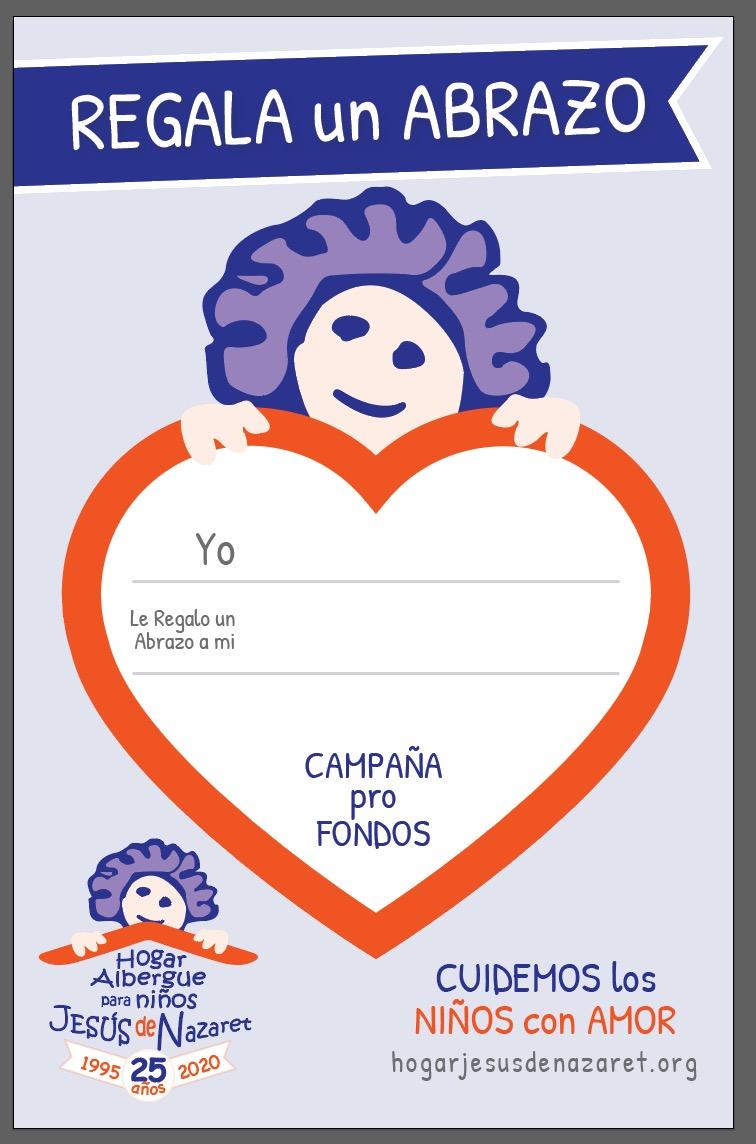 REGALA un ABRAZO
Yo
Le Regalo un
Abrazo a mi
CAMPAÑA
pro
FONDOS
Hogar
Albergue
para niños
JESÚS de Nazaret
1995 25 2020
años
CUIDEMOS los
NIÑOS con AMOR
hogarjesusdenazaret.org